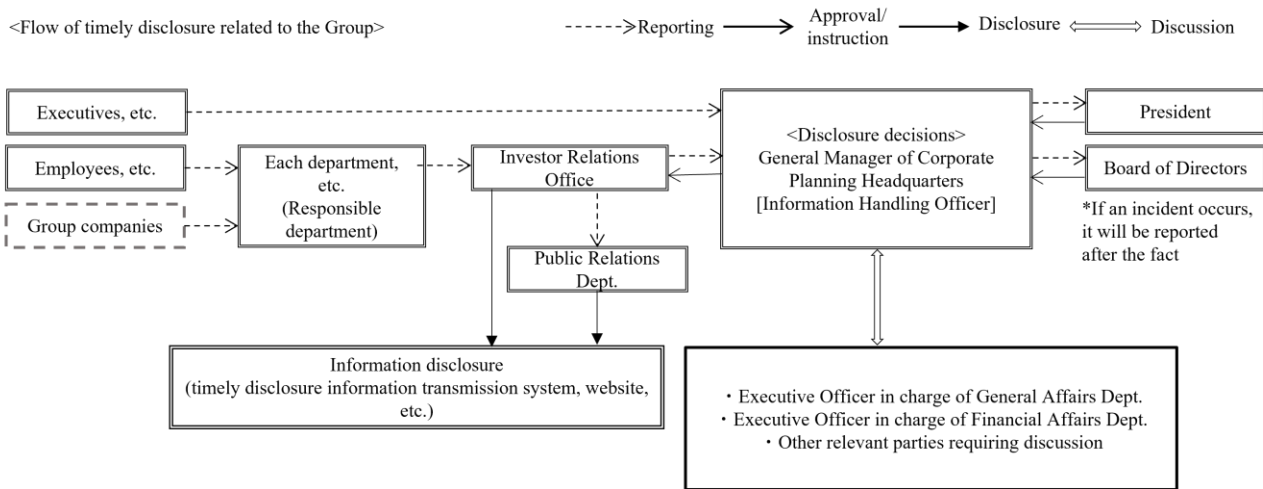 <Flow of timely disclosure related to the Group>
Reporting
Approval/
instruction
Disclosure
Discussion
Executives, etc.
Employees, etc.
Group companies
Each department,
etc.
(Responsible
department)
Investor Relations
Office
Public Relations
Dept.
<Disclosure decisions>
General Manager of Corporate
Planning Headquarters
[Information Handling Officer]
President
Board of Directors
*If an incident occurs,
it will be reported
after the fact
Information disclosure
(timely disclosure information transmission system, website,
etc.)
・Executive Officer in charge of General Affairs Dept.
・Executive Officer in charge of Financial Affairs Dept.
・Other relevant parties requiring discussion